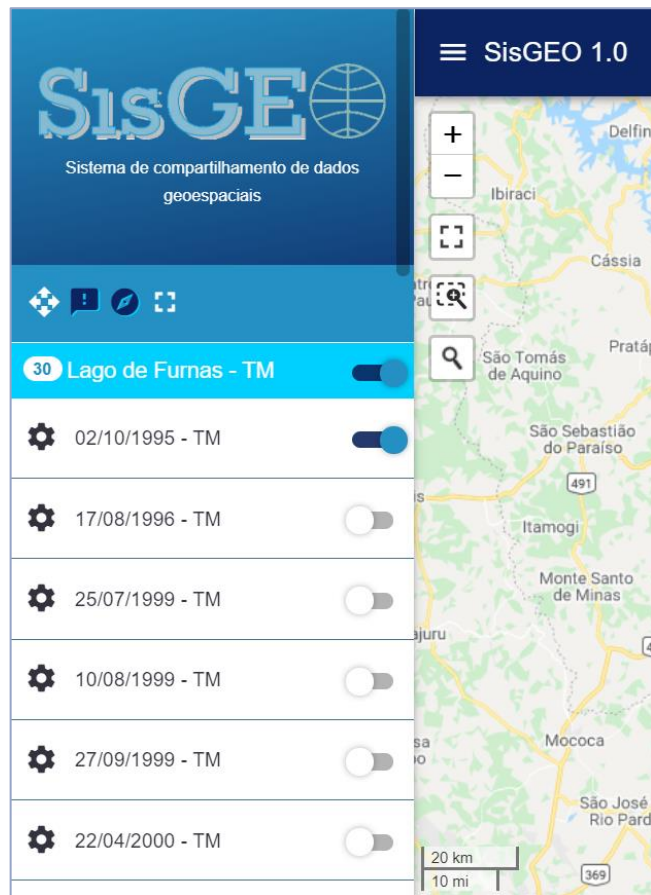 SisGEO
Sistema de compartilhamento de dados
geoespaciais
30 Lago de Furnas - TM
02/10/1995 - TM
17/08/1996 - TM
25/07/1999 - TM
10/08/1999 - TM
27/09/1999 - TM
22/04/2000 - TM
SisGEO 1.0
+
−
Delfin
Ibiraci
Cássia
São Tomás
de Aquino
Pratáp
São Sebastião
do Paraíso
491
Itamogi
Monte Santo
de Minas
ajuru
Mococa
São José
Rio Pard
20 km
10 mi
369